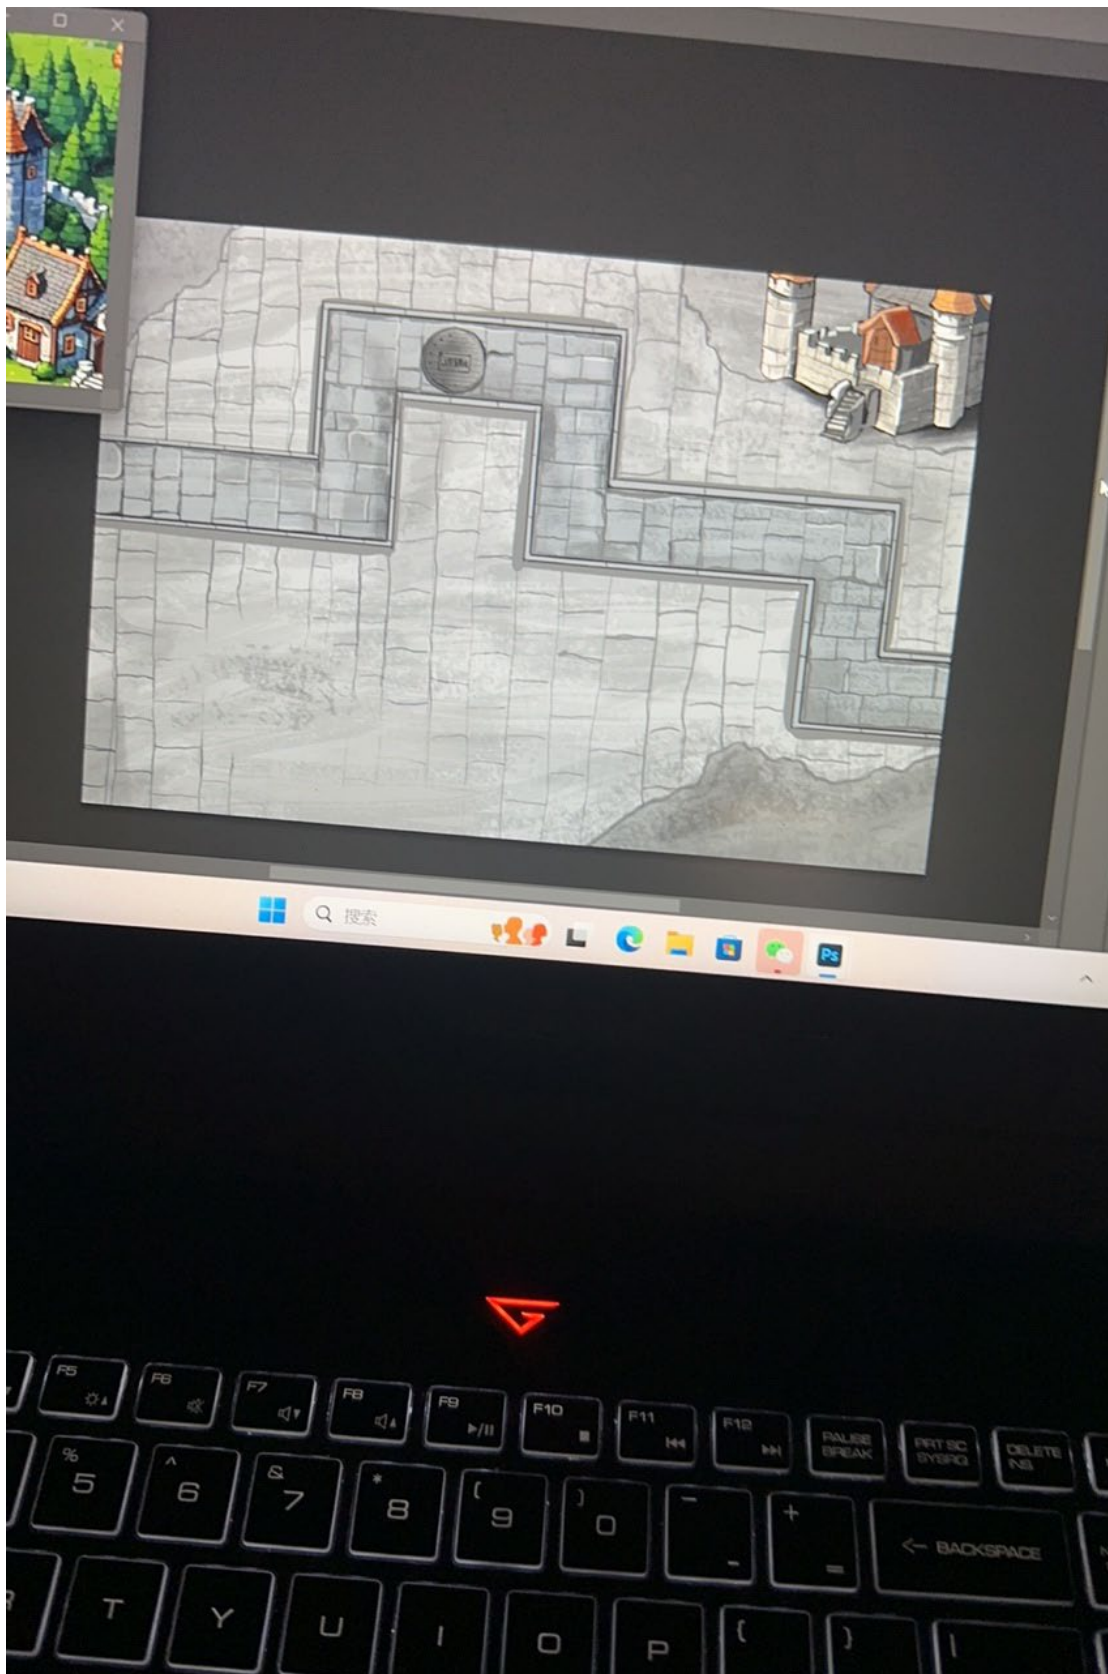 搜索
Ps
F5
F6
F7
F8
F9
F10
F11
F12
PAUSE
BREAK
PRT SC
SYSRQ
DELETE
INS
%
5
^
6
&
7
*
8
(
9
)
0
-
-
+
=
<- BACKSPACE
T
Y
U
I
O
P
{
}
|